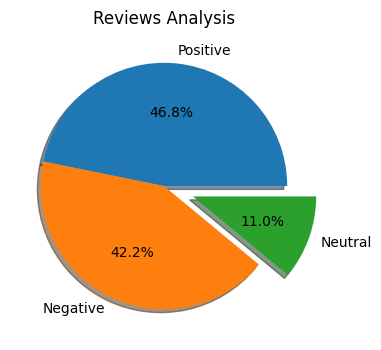 Reviews Analysis
Positive
46.8%
11.0%
Neutral
42.2%
Negative